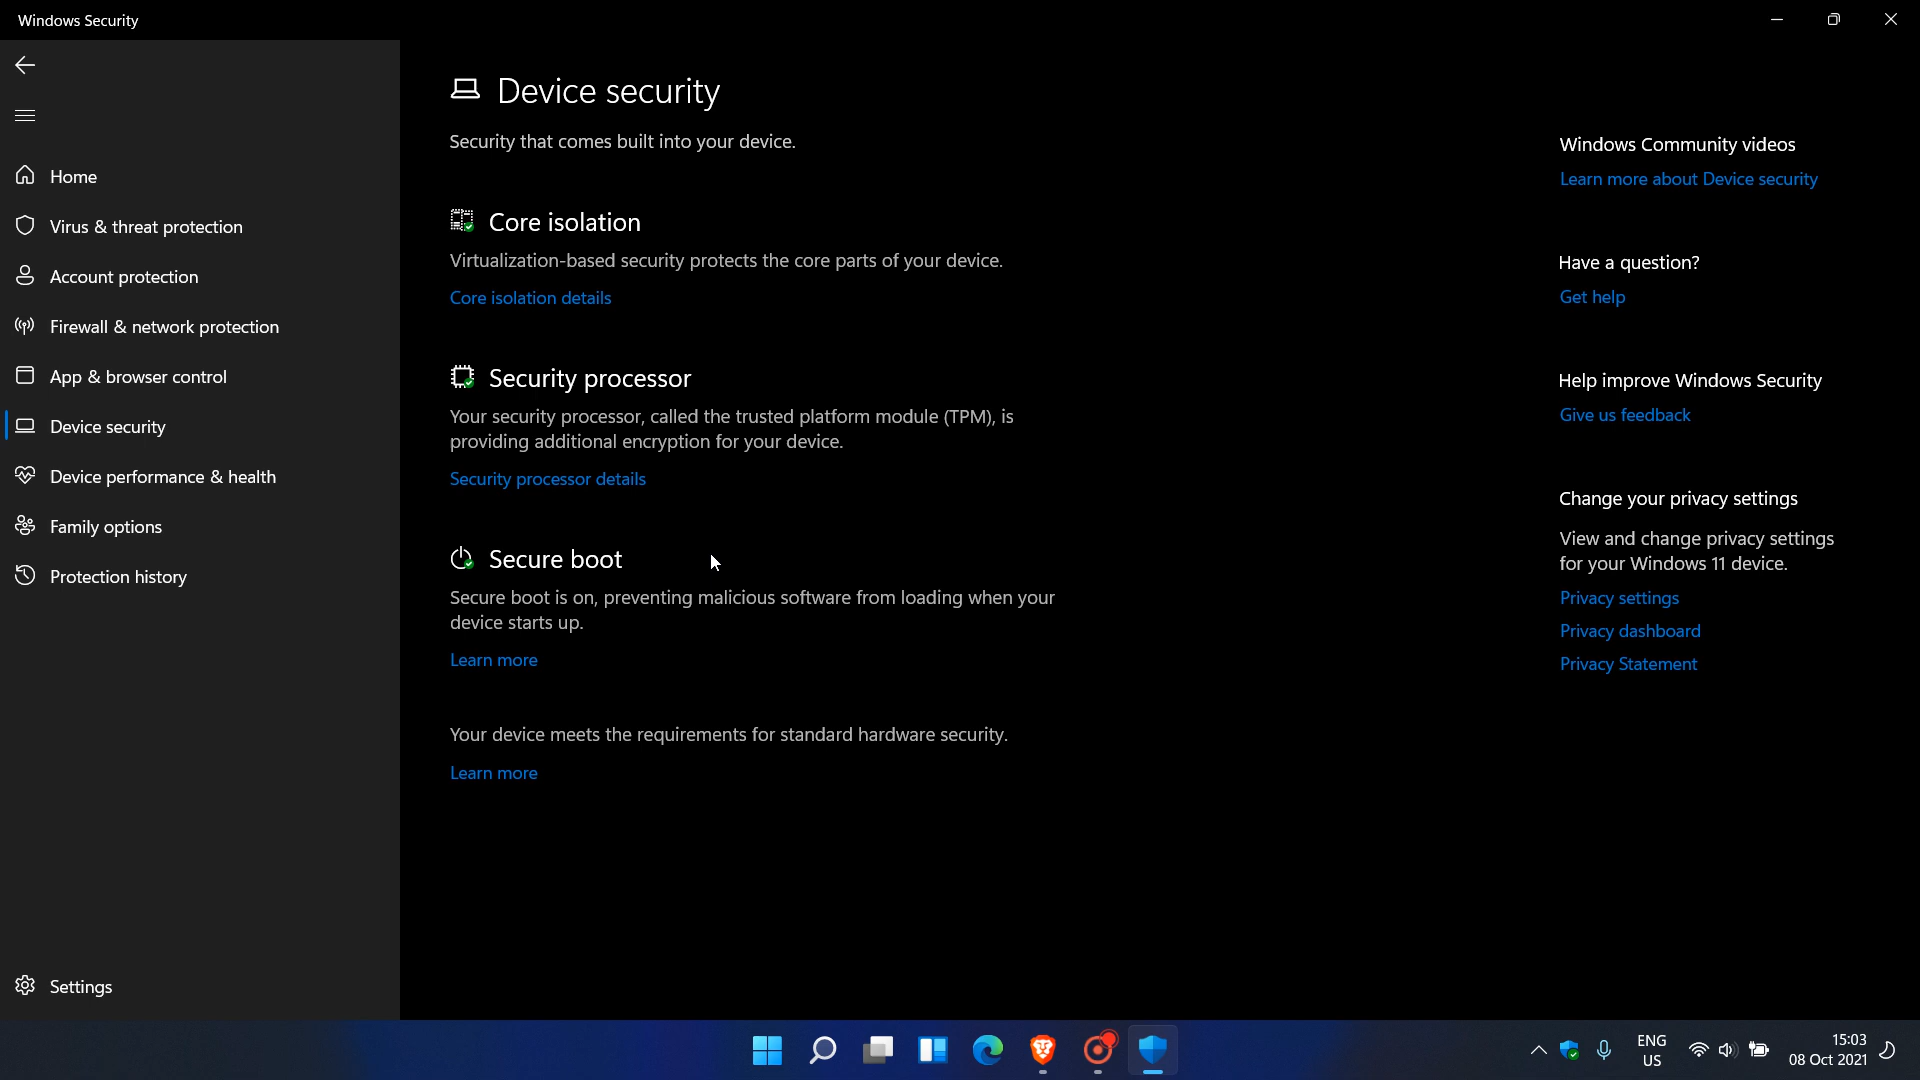 Windows Security
Home
Virus & threat protection
Account protection
Firewall & network protection
App & browser control
Device security
Device performance & health
Family options
Protection history
Settings
Device security
Security that comes built into your device.
Core isolation
Virtualization-based security protects the core parts of your device.
Core isolation details
Security processor
Your security processor, called the trusted platform module (TPM), is
providing additional encryption for your device.
Security processor details
Secure boot
Secure boot is on, preventing malicious software from loading when your
device starts up.
Learn more
Your device meets the requirements for standard hardware security.
Learn more
Windows Community videos
Learn more about Device security
Have a question?
Get help
Help improve Windows Security
Give us feedback
Change your privacy settings
View and change privacy settings
for your Windows 11 device.
Privacy settings
Privacy dashboard
Privacy Statement
ENG
US
15:03
08 Oct 2021